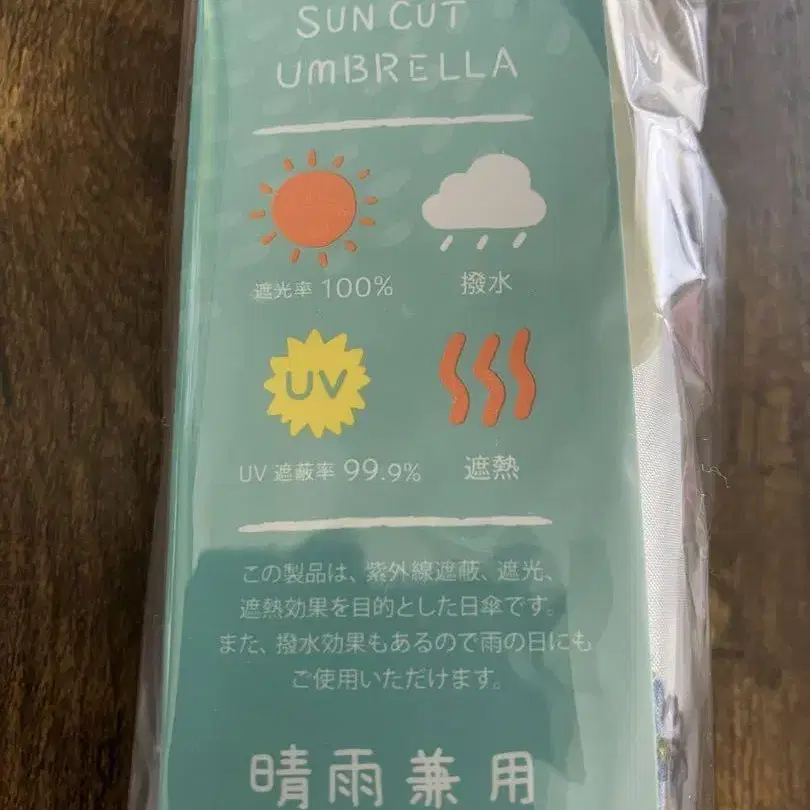 SUN CUT
UMBRELLA
遮光率 100% 撥水
UV
UV 遮蔽率 99.9% 遮熱
この製品は、紫外線遮蔽、遮光、
遮熱効果を目的とした日傘です。
また、撥水効果もあるので雨の日にも
ご使用いただけます。
晴雨兼用